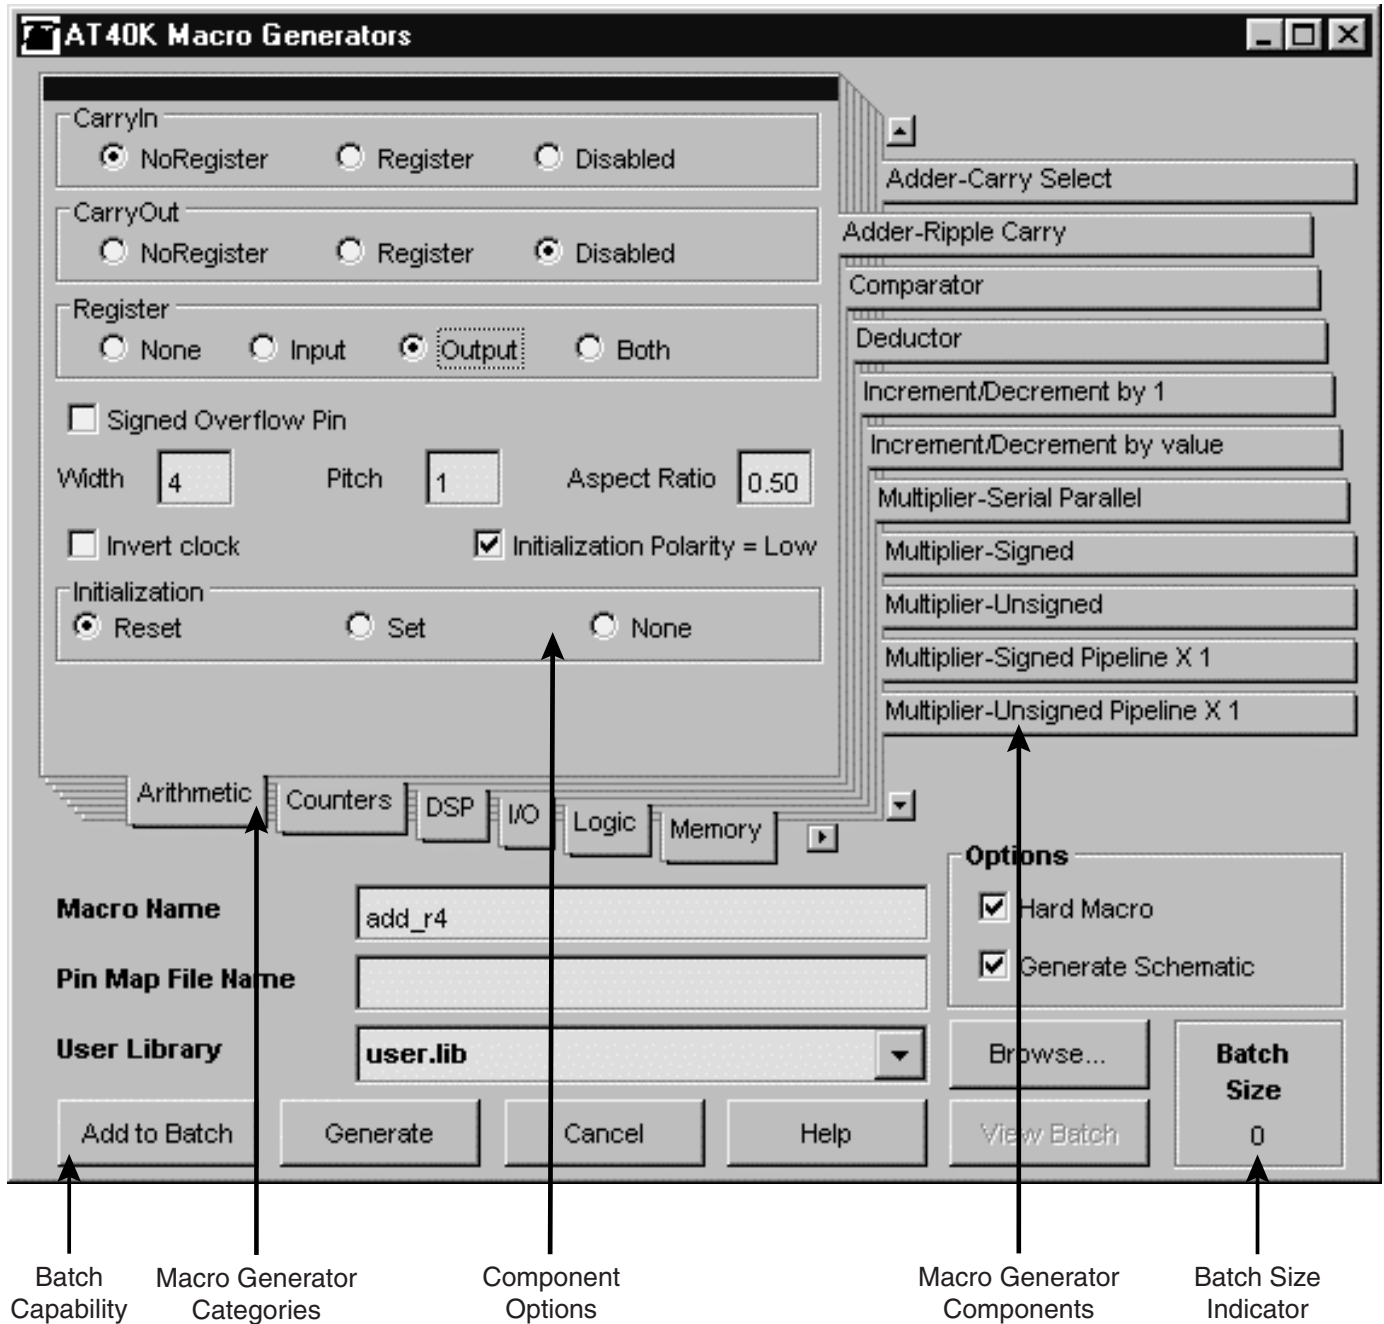 AT40K Macro Generators
CarryIn
NoRegister Register Disabled
CarryOut
NoRegister Register Disabled
Register
None Input Output Both
Signed Overflow Pin
Width 4 Pitch 1 Aspect Ratio 0.50
Invert clock Initialization Polarity = Low
Initialization
Reset Set None
Adder-Carry Select
Adder-Ripple Carry
Comparator
Deductor
Increment/Decrement by 1
Increment/Decrement by value
Multiplier-Serial Parallel
Multiplier-Signed
Multiplier-Unsigned
Multiplier-Signed Pipeline X 1
Multiplier-Unsigned Pipeline X 1
Arithmetic Counters DSP I/O Logic Memory
Macro Name add_r4
Pin Map File Name
User Library user.lib
Options
Hard Macro
Generate Schematic
Browse...
Batch
Size
0
Add to Batch Generate Cancel Help View Batch
Batch
Capability
Macro Generator
Categories
Component
Options
Macro Generator
Components
Batch Size
Indicator